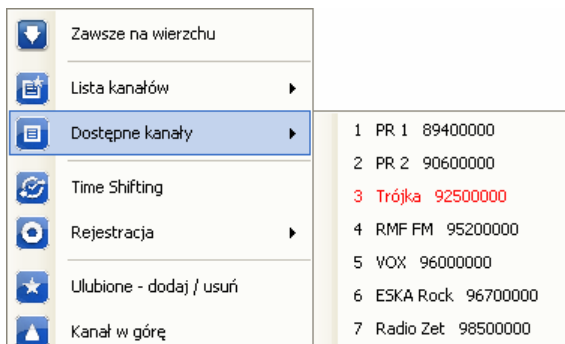 Zawsze na wierzchu
Lista kanałów
Dostępne kanały
Time Shifting
Rejestracja
Ulubione - dodaj / usuń
Kanał w górę
1 PR 1 89400000
2 PR 2 90600000
3 Trójka 92500000
4 RMF FM 95200000
5 VOX 96000000
6 ESKA Rock 96700000
7 Radio Zet 98500000